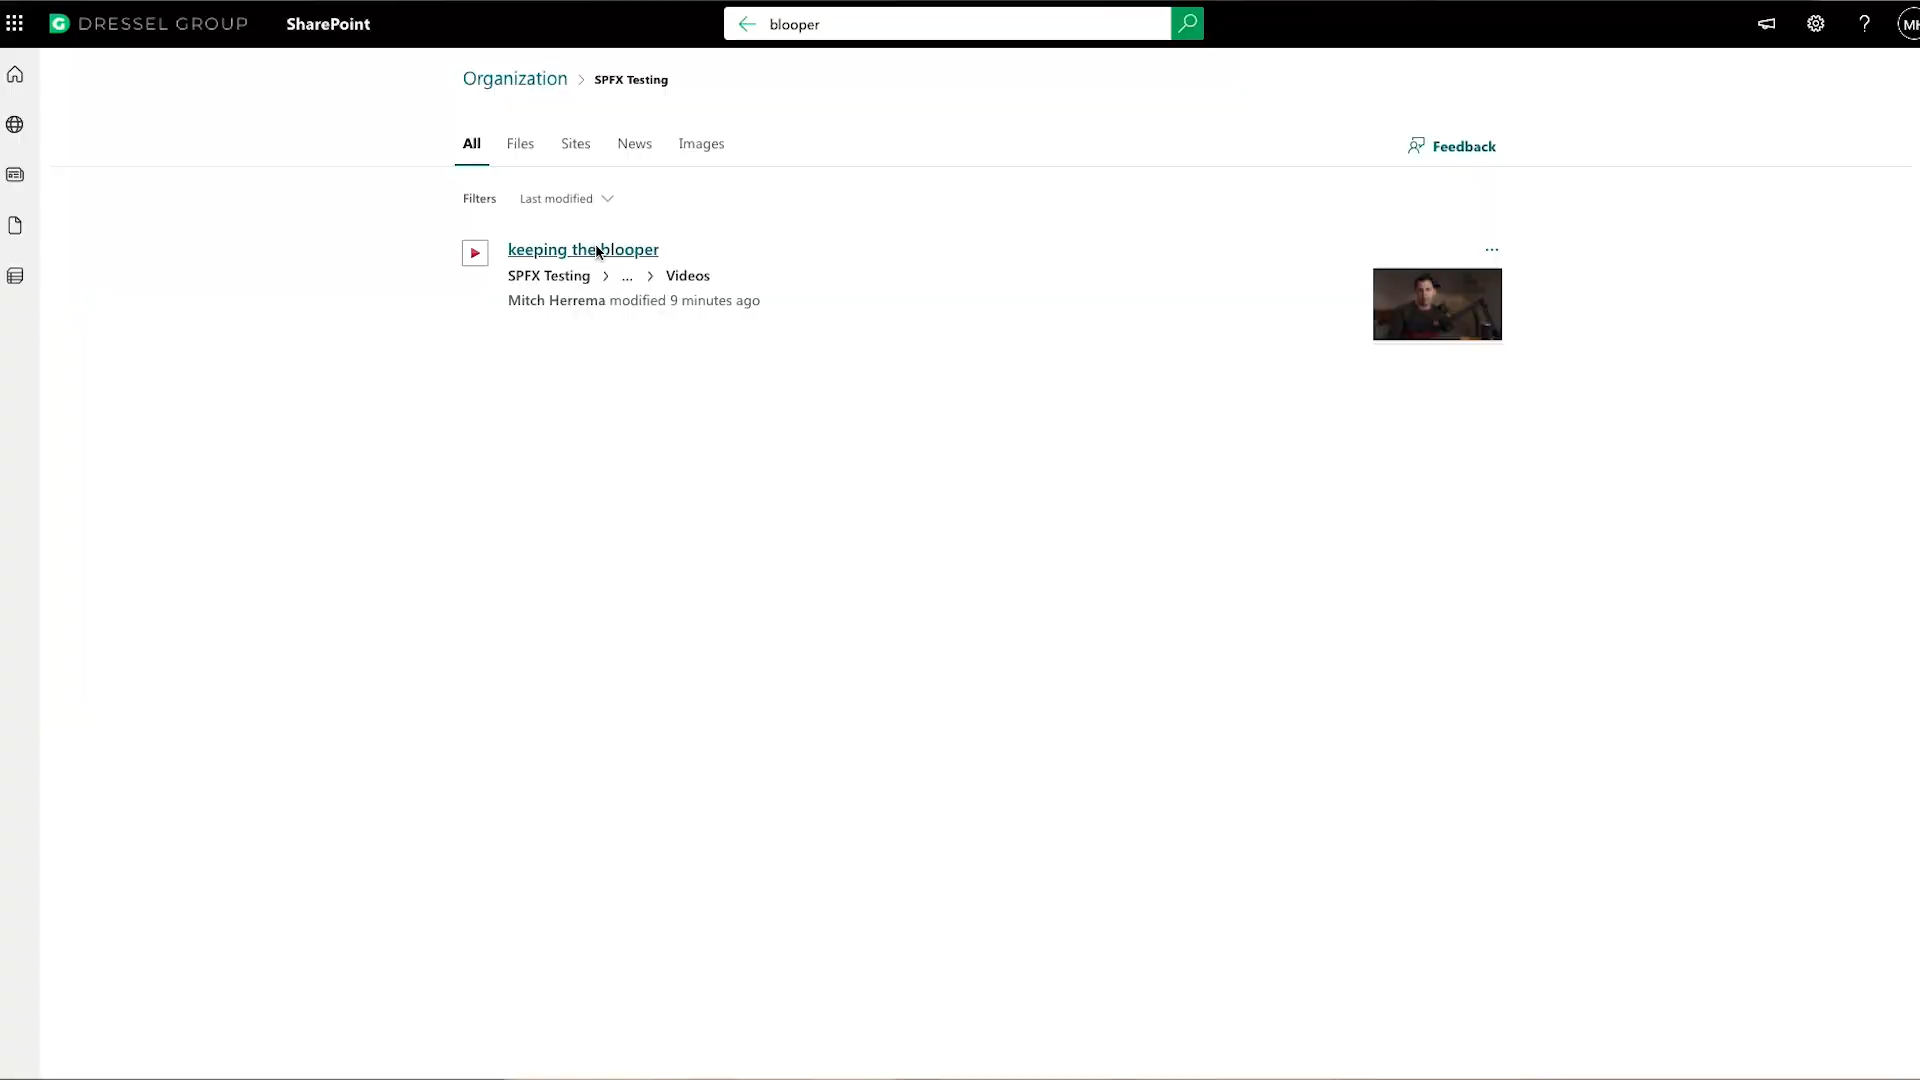 DRESSEL GROUP
SharePoint
blooper
?
MH
Organization > SPFX Testing
All Files Sites News Images
Feedback
Filters Last modified
keeping the blooper
...
SPFX Testing > ... > Videos
Mitch Herrema modified 9 minutes ago